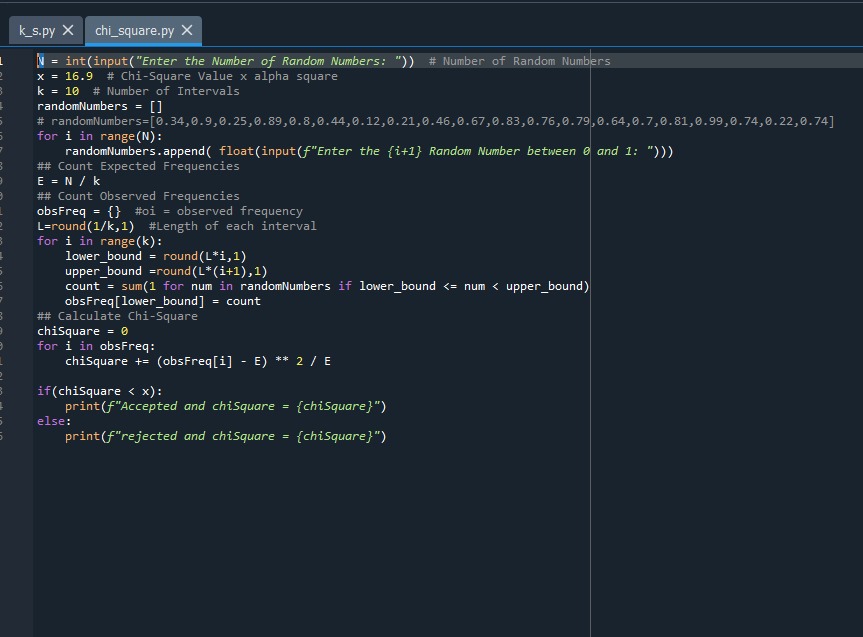 k_s.py ✕ chi_square.py ✕
N = int(input("Enter the Number of Random Numbers: "))  # Number of Random Numbers
x = 16.9  # Chi-Square Value x alpha square
k = 10  # Number of Intervals
randomNumbers = []
# randomNumbers=[0.34,0.9,0.25,0.89,0.8,0.44,0.12,0.21,0.46,0.67,0.83,0.76,0.79,0.64,0.7,0.81,0.99,0.74,0.22,0.74]
for i in range(N):
    randomNumbers.append( float(input(f"Enter the {i+1} Random Number between 0 and 1: ")))
## Count Expected Frequencies
E = N / k
## Count Observed Frequencies
obsFreq = {}  #oi = observed frequency
L=round(1/k,1)  #Length of each interval
for i in range(k):
    lower_bound = round(L*i,1)
    upper_bound =round(L*(i+1),1)
    count = sum(1 for num in randomNumbers if lower_bound <= num < upper_bound)
    obsFreq[lower_bound] = count
## Calculate Chi-Square
chiSquare = 0
for i in obsFreq:
    chiSquare += (obsFreq[i] - E) ** 2 / E
if(chiSquare < x):
    print(f"Accepted and chiSquare = {chiSquare}")
else:
    print(f"rejected and chiSquare = {chiSquare}")